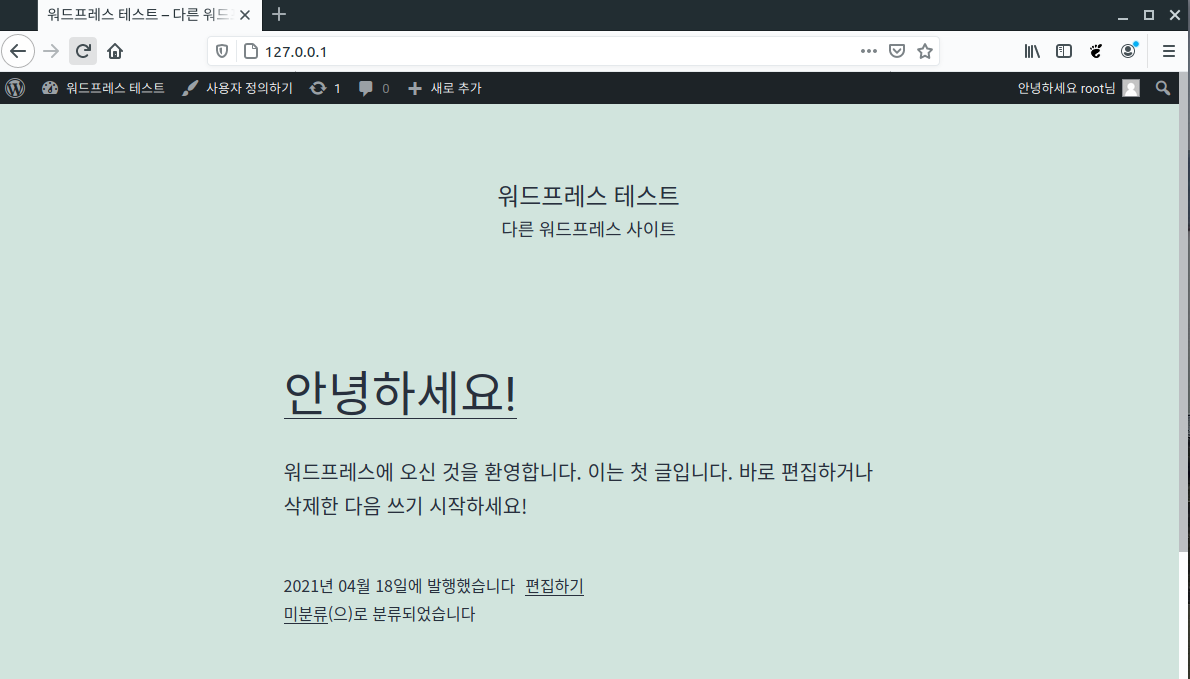 워드프레스 테스트 – 다른 워드
127.0.0.1
워드프레스 테스트 사용자 정의하기 1 0 새로 추가 안녕하세요 root님
워드프레스 테스트
다른 워드프레스 사이트
안녕하세요!
워드프레스에 오신 것을 환영합니다. 이는 첫 글입니다. 바로 편집하거나
삭제한 다음 쓰기 시작하세요!
2021년 04월 18일에 발행했습니다 편집하기
미분류(으)로 분류되었습니다